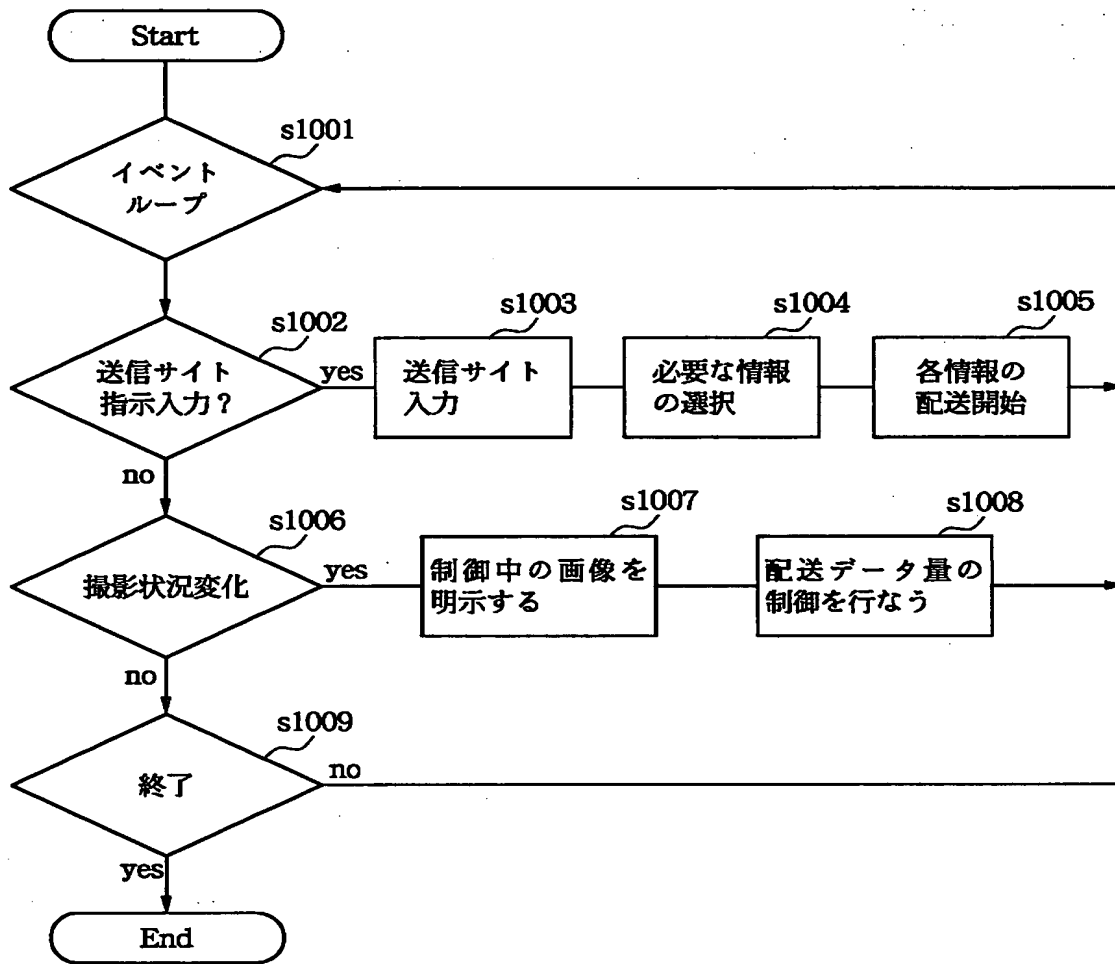 Start
s1001
イベント
ループ
s1002
送信サイト
指示入力?
yes
s1003
送信サイト
入力
s1004
必要な情報
の選択
s1005
各情報の
配送開始
no
s1006
撮影状況変化
yes
s1007
制御中の画像を
明示する
s1008
配送データ量の
制御を行なう
no
s1009
終了
no
yes
End